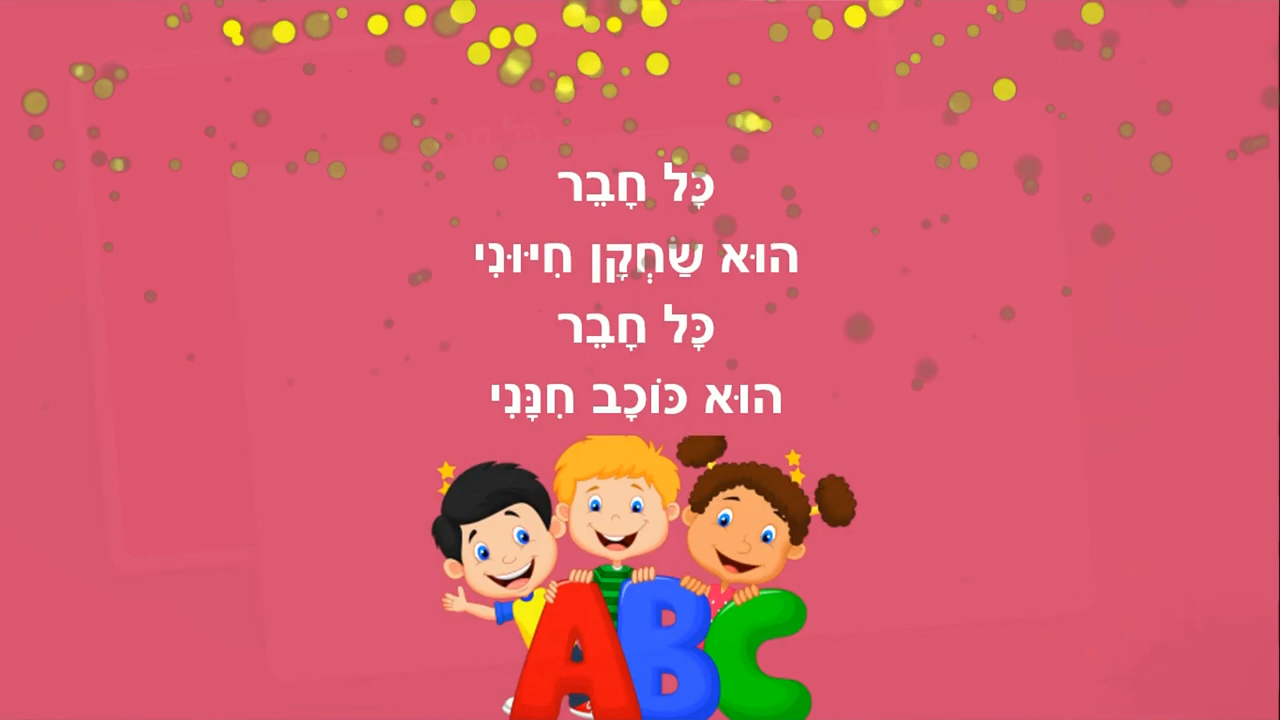 כָּל חָבֵר
הוּא שַׂחְקָן חִיּוּנִי
כָּל חָבֵר
הוּא כּוֹכָב חִנָּנִי
ABC